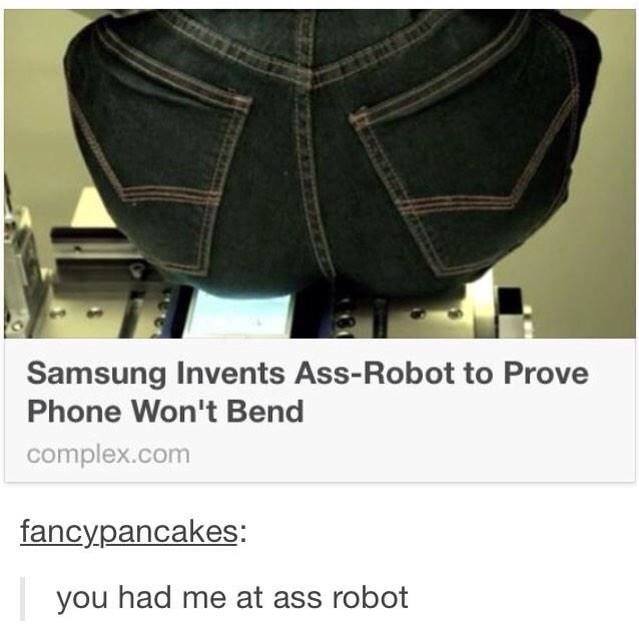 Samsung Invents Ass-Robot to Prove
Phone Won't Bend
complex.com
fancypancakes:
you had me at ass robot